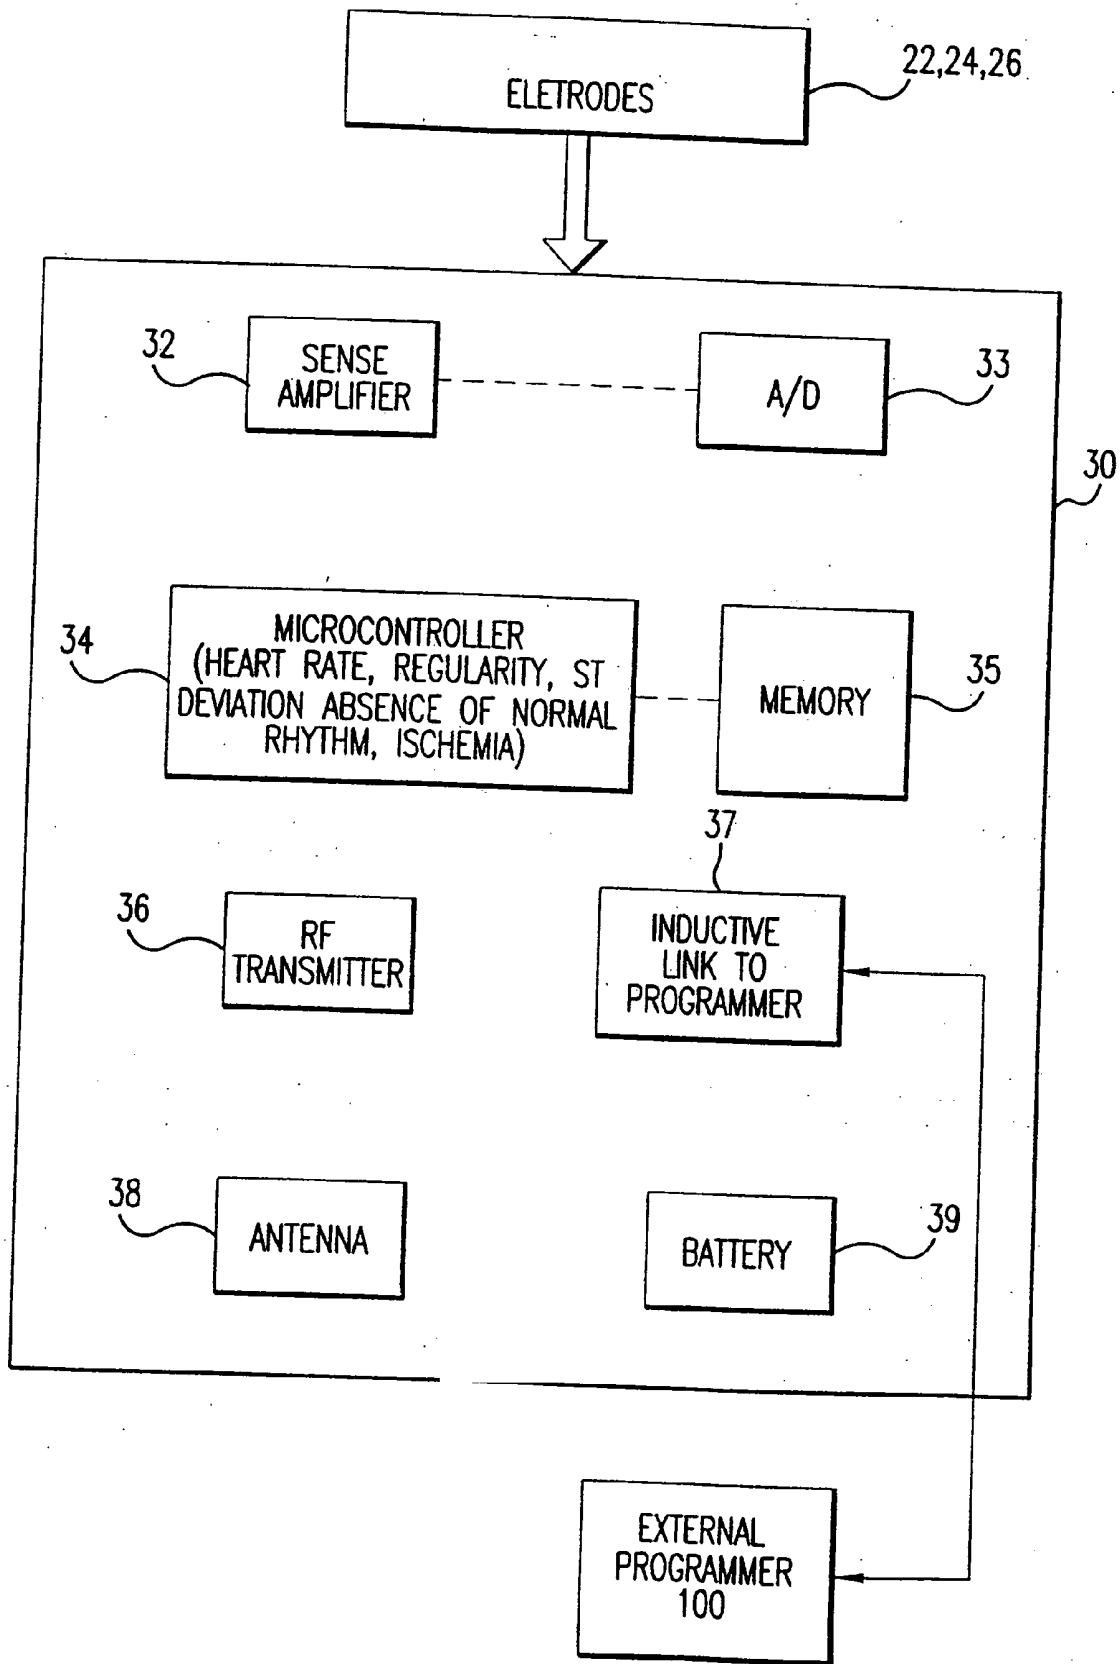 22,24,26
ELETRODES
32
SENSE
AMPLIFIER
A/D
33
30
34
MICROCONTROLLER
(HEART RATE, REGULARITY, ST
DEVIATION ABSENCE OF NORMAL
RHYTHM, ISCHEMIA)
MEMORY
35
36
RF
TRANSMITTER
37
INDUCTIVE
LINK TO
PROGRAMMER
38
ANTENNA
BATTERY
39
EXTERNAL
PROGRAMMER
100